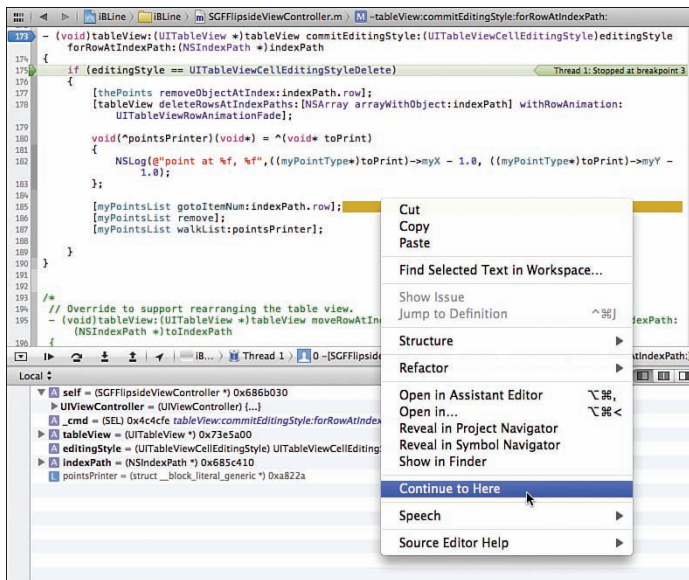 iBLine › iBLine › SGFFlipsideViewController.m › -tableView:commitEditingStyle:forRowAtIndexPath:
173 - (void)tableView:(UITableView *)tableView commitEditingStyle:(UITableViewCellEditingStyle)editingStyle
forRowAtIndexPath:(NSIndexPath *)indexPath
174 {
175 if (editingStyle == UITableViewCellEditingStyleDelete) Thread 1: Stopped at breakpoint 3
176 {
177 [thePoints removeObjectAtIndex:indexPath.row];
178 [tableView deleteRowsAtIndexPaths:[NSArray arrayWithObject:indexPath] withRowAnimation:
UITableViewRowAnimationFade];
179
180 void(^pointsPrinter)(void*) = ^(void* toPrint)
181 {
182 NSLog(@"point at %f, %f",((myPointType*)toPrint)->myX - 1.0, ((myPointType*)toPrint)->myY -
1.0);
183 };
184
185 [myPointsList gotoItemNum:indexPath.row];
186 [myPointsList remove];
187 [myPointsList walkList:pointsPrinter];
188
189 }
190 }
191
192
193 /*
194 // Override to support rearranging the table view.
195 - (void)tableView:(UITableView *)tableView moveRowAtIn dexPath:
(NSIndexPath *)toIndexPath
196 {
Cut
Copy
Paste
Find Selected Text in Workspace...
Show Issue
Jump to Definition ^⌘J
Structure
Refactor
Open in Assistant Editor ⌥⌘,
Open in... ⌥⌘<
Reveal in Project Navigator
Reveal in Symbol Navigator
Show in Finder
Continue to Here
Speech
Source Editor Help
iB... › Thread 1 › 0 -[SGFFlipside atIndexPath:
Local
A self = (SGFFlipsideViewController *) 0x686b030
UIViewController = (UIViewController) {...}
A _cmd = (SEL) 0x4c4cfe tableView:commitEditingStyle:forRowAtIndex
A tableView = (UITableView *) 0x73e5a00
A editingStyle = (UITableViewCellEditingStyle) UITableViewCellEditing
A indexPath = (NSIndexPath *) 0x685c410
L pointsPrinter = (struct __block_literal_generic *) 0xa822a